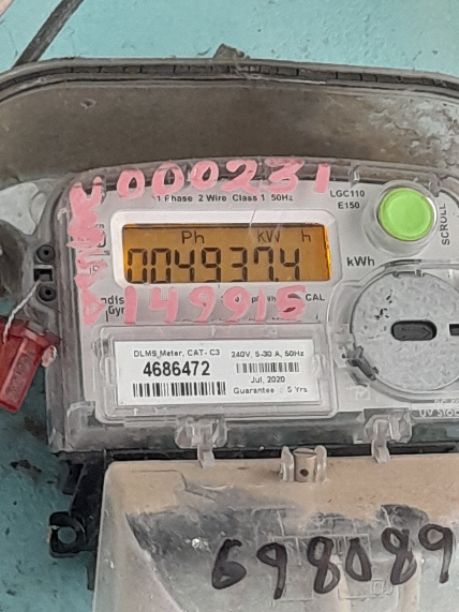 000231
1 Phase 2 Wire Class 1 50Hz
LGC110
E150
SCROLL
Ph kW h
004937.4
kWh
149915
CAL
DLMS Meter, CAT- C3
4686472
240V, 5-30 A, 50Hz
Jul, 2020
Guarantee : 5 Yrs
698089